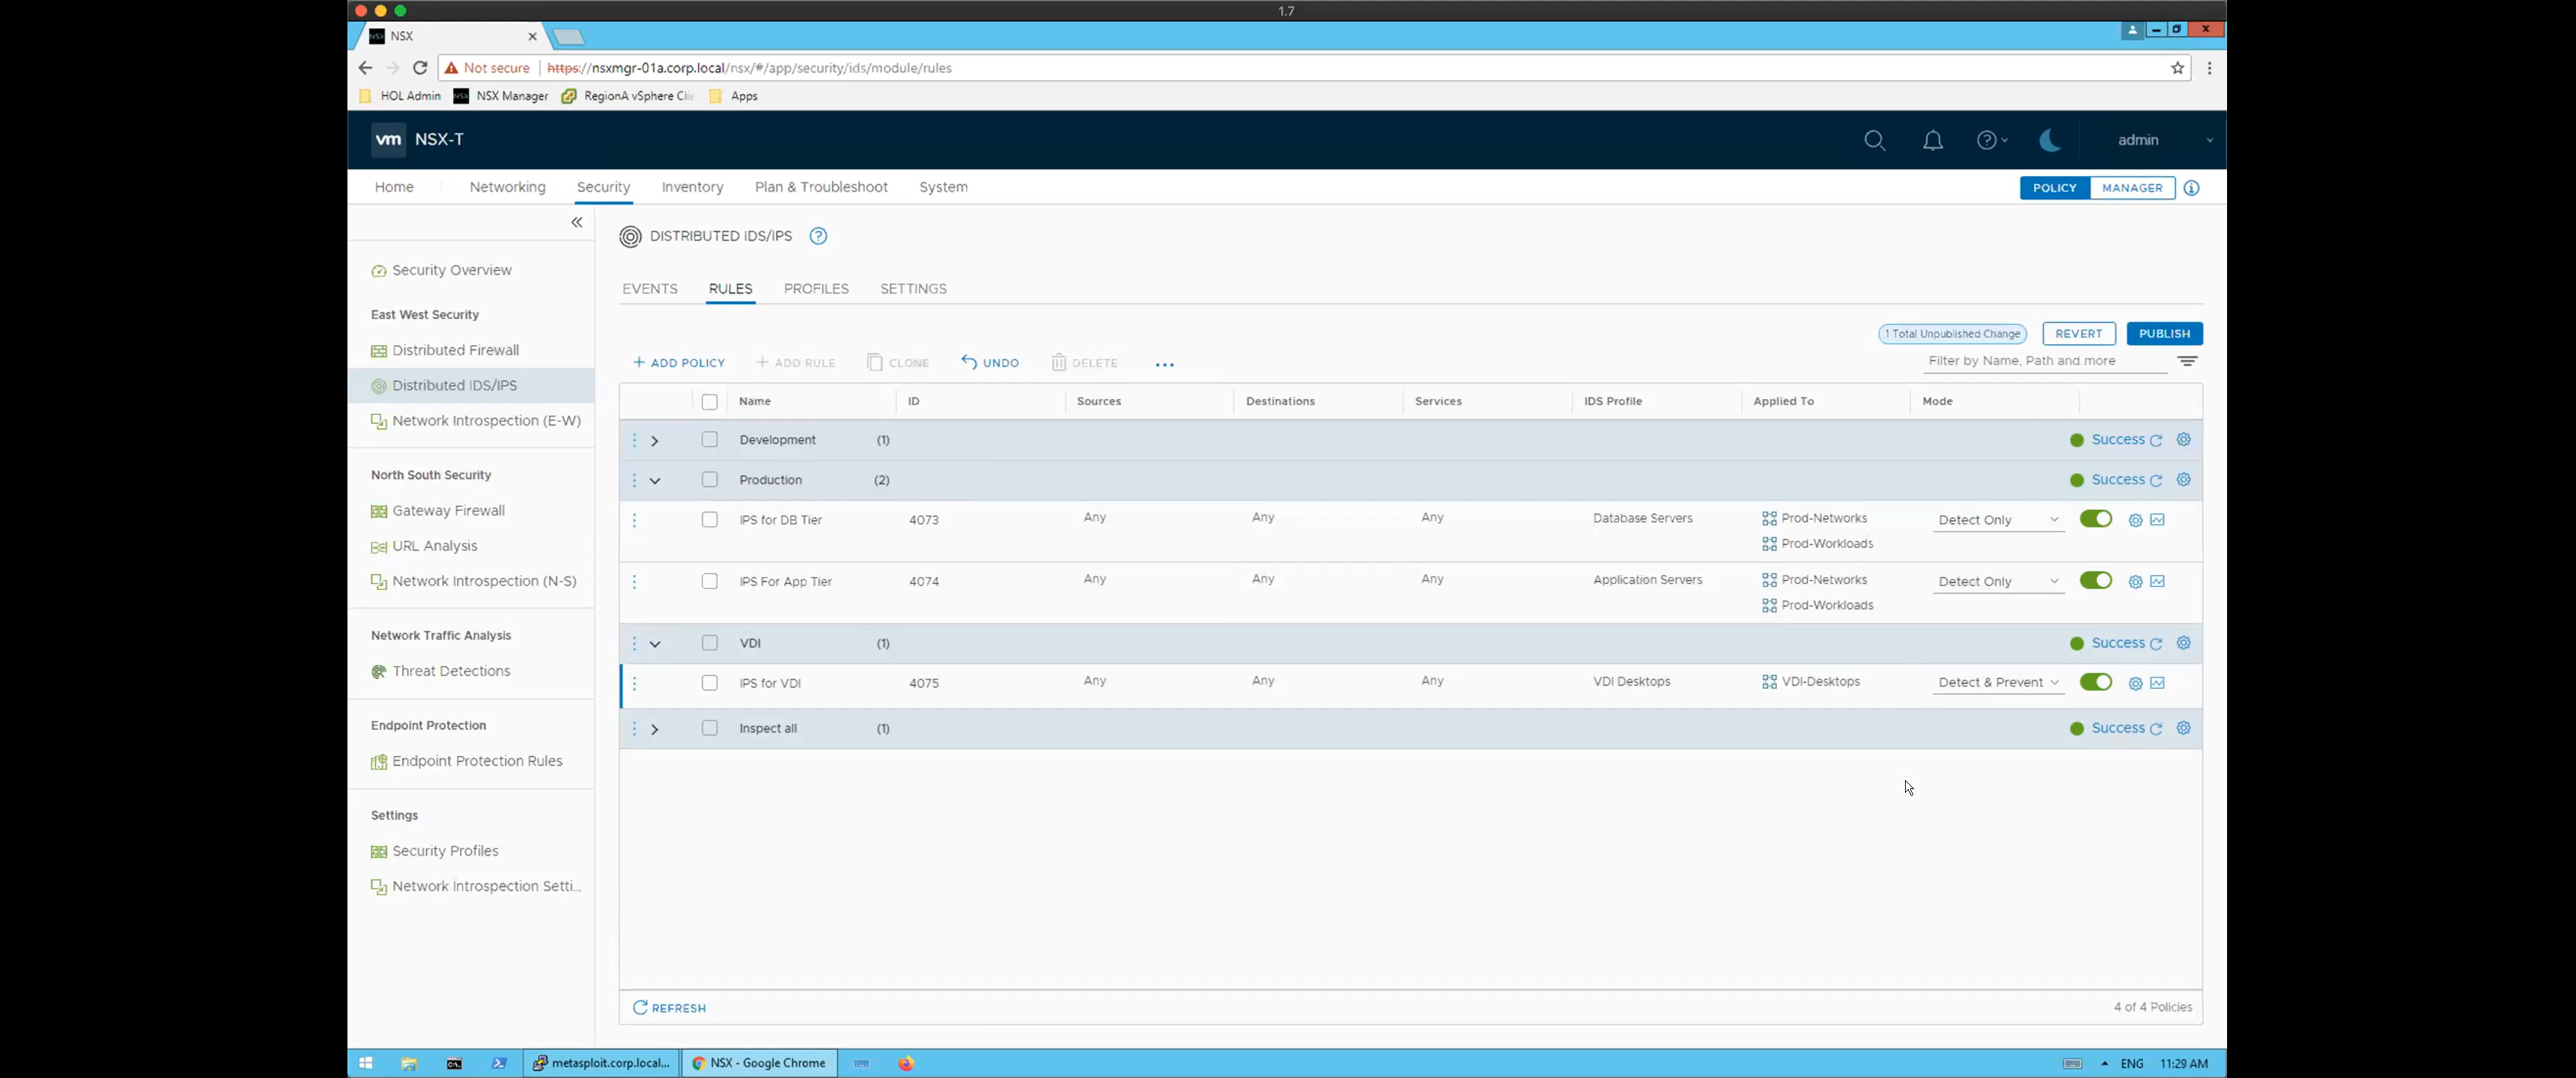 1.7
NSX
Not secure https://nsxmgr-01a.corp.local/nsx/#/app/security/ids/module/rules
HOL Admin NSX Manager RegionA vSphere Clie Apps
vm NSX-T admin
Home Networking Security Inventory Plan & Troubleshoot System POLICY MANAGER
Security Overview
East West Security
Distributed Firewall
Distributed IDS/IPS
Network Introspection (E-W)
North South Security
Gateway Firewall
URL Analysis
Network Introspection (N-S)
Network Traffic Analysis
Threat Detections
Endpoint Protection
Endpoint Protection Rules
Settings
Security Profiles
Network Introspection Setti...
DISTRIBUTED IDS/IPS
EVENTS RULES PROFILES SETTINGS
1 Total Unpublished Change REVERT PUBLISH
ADD POLICY ADD RULE CLONE UNDO DELETE ... Filter by Name, Path and more
Name ID Sources Destinations Services IDS Profile Applied To Mode
Development (1) Success
Production (2) Success
IPS for DB Tier 4073 Any Any Any Database Servers Prod-Networks Detect Only
Prod-Workloads
IPS For App Tier 4074 Any Any Any Application Servers Prod-Networks Detect Only
Prod-Workloads
VDI (1) Success
IPS for VDI 4075 Any Any Any VDI Desktops VDI-Desktops Detect & Prevent
Inspect all (1) Success
REFRESH 4 of 4 Policies
metasploit.corp.local... NSX - Google Chrome ENG 11:29 AM